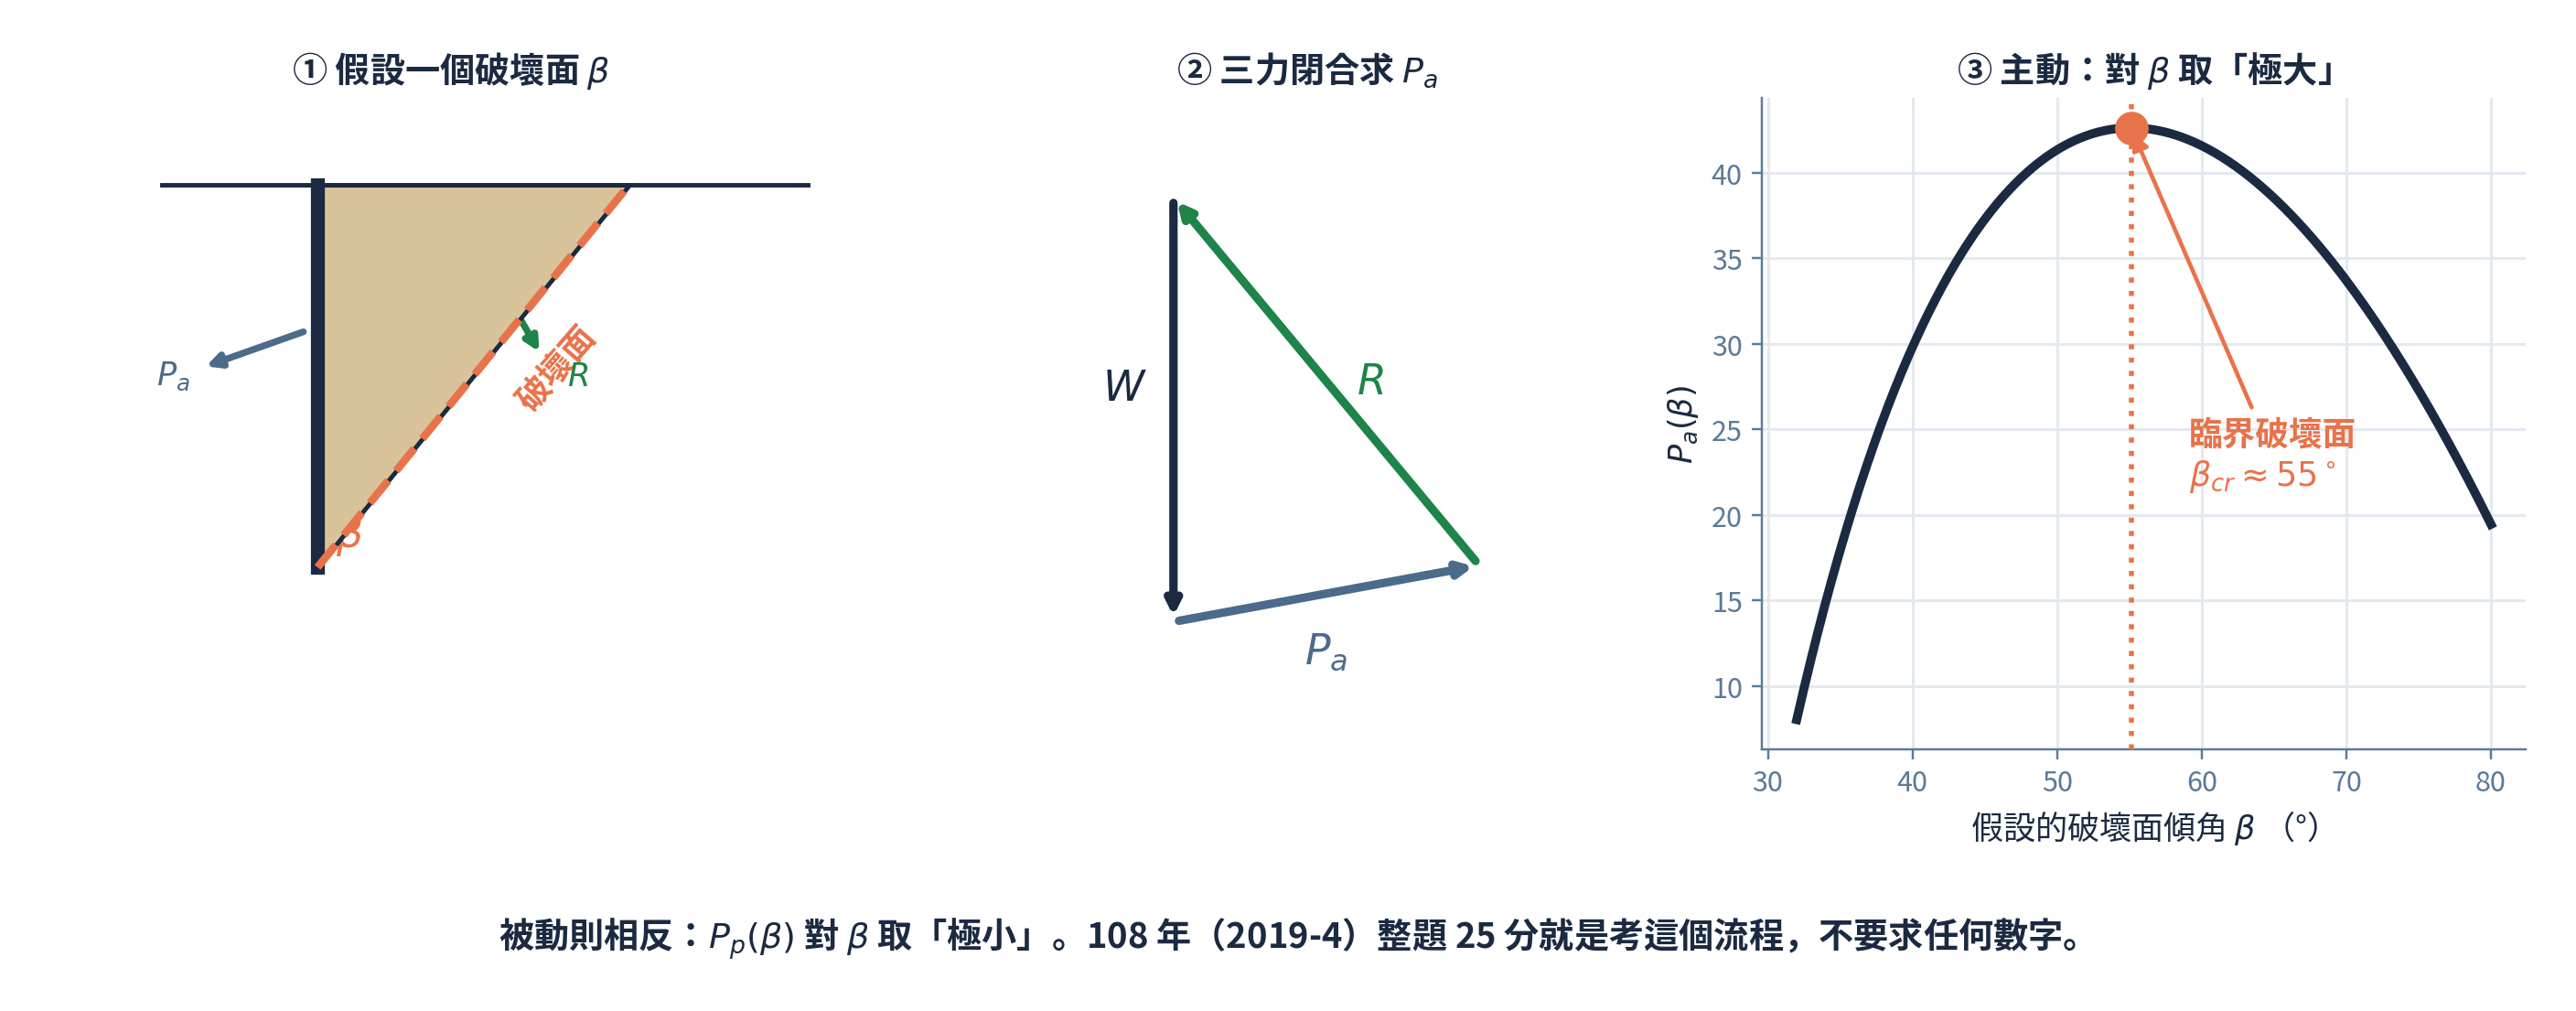 ① 假設一個破壞面 β
Pa
破壞面
R
β
② 三力閉合求 Pa
W
R
Pa
③ 主動：對 β 取「極大」
Pa(β)
40
35
30
25
20
15
10
臨界破壞面
βcr ≈ 55°
30 40 50 60 70 80
假設的破壞面傾角 β （°）
被動則相反：Pp(β) 對 β 取「極小」。108 年（2019-4）整題 25 分就是考這個流程，不要求任何數字。